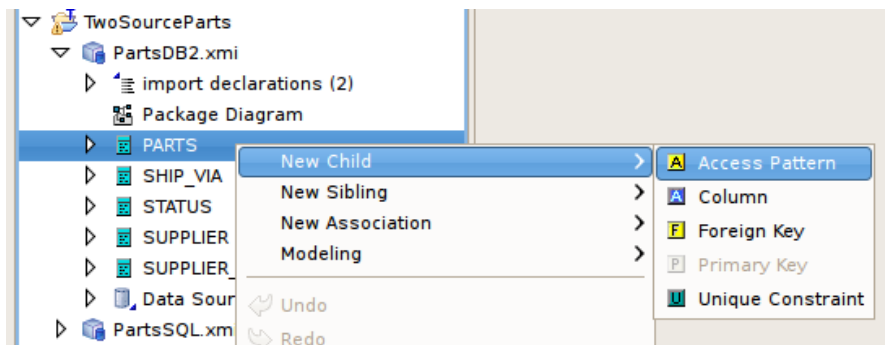 TwoSourceParts
PartsDB2.xmi
import declarations (2)
Package Diagram
PARTS
SHIP_VIA
STATUS
SUPPLIER
SUPPLIER_
Data Sour
PartsSQL.xm
New Child
New Sibling
New Association
Modeling
Undo
Redo
A Access Pattern
A Column
F Foreign Key
P Primary Key
U Unique Constraint